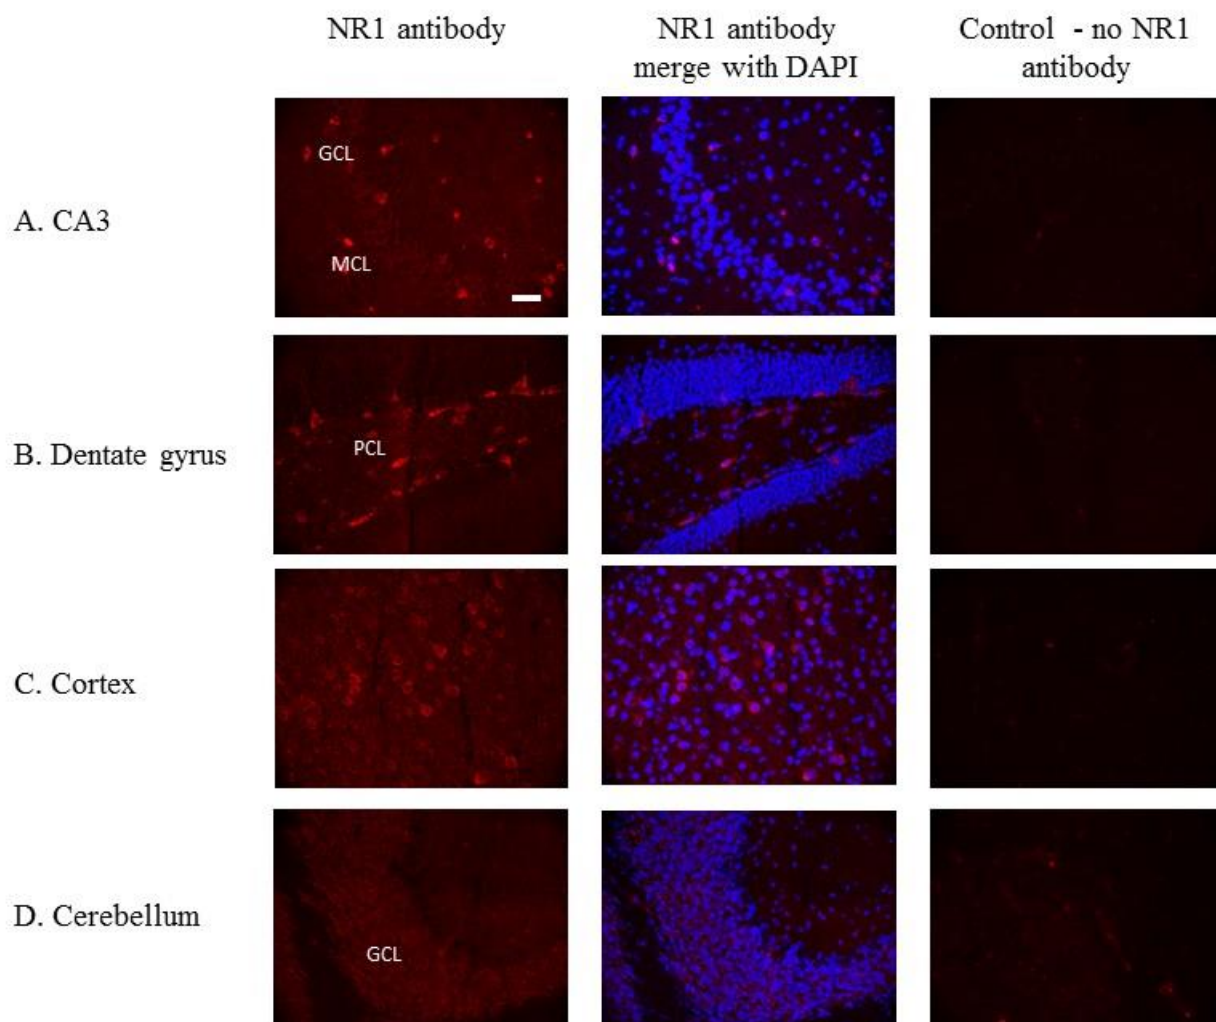 NR1 antibody
NR1 antibody
merge with DAPI
Control - no NR1
antibody
A. CA3
GCL
MCL
B. Dentate gyrus
PCL
C. Cortex
D. Cerebellum
GCL